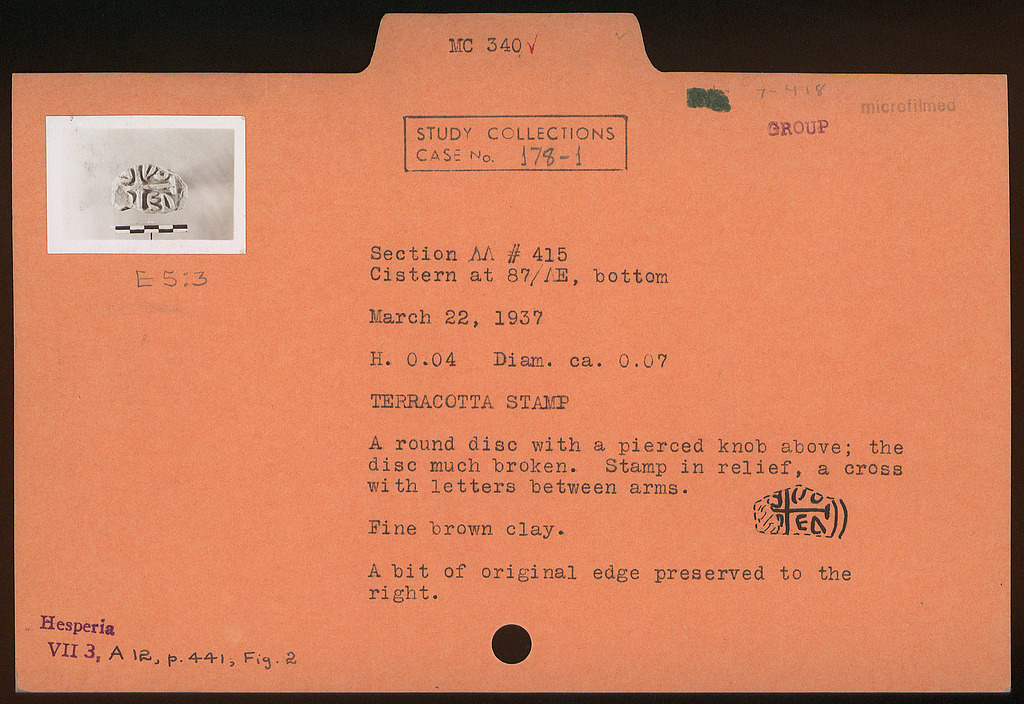 MC 340 ✓
7-418
microfilmed
GROUP
STUDY COLLECTIONS
CASE No. 178-1
E 5:3
Section ΛΛ # 415
Cistern at 87/ΛE, bottom
March 22, 1937
H. 0.04 Diam. ca. 0.07
TERRACOTTA STAMP
A round disc with a pierced knob above; the
disc much broken. Stamp in relief, a cross
with letters between arms.
Fine brown clay.
A bit of original edge preserved to the
right.
Hesperia
VII 3, A 12, p. 441, Fig. 2